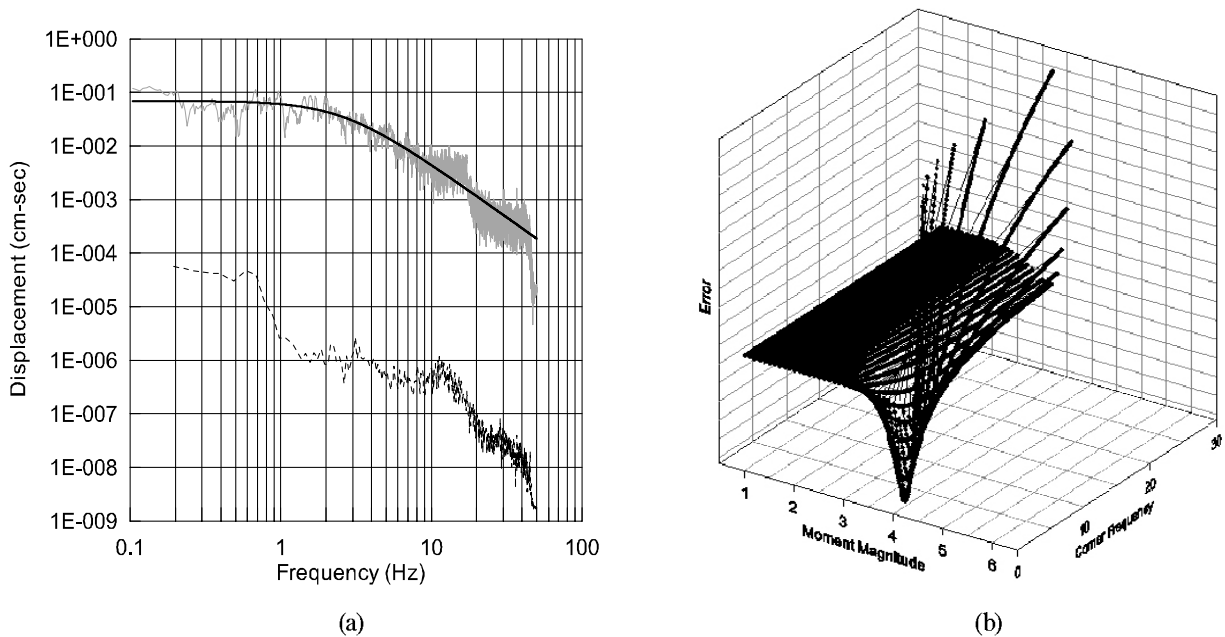 1E+000
1E-001
1E-002
1E-003
1E-004
1E-005
1E-006
1E-007
1E-008
1E-009
Displacement (cm-sec)
0.1 1 10 100
Frequency (Hz)
(a)
Error
1 2 3 4 5 6
Moment Magnitude
0 10 20 30
Corner Frequency
(b)